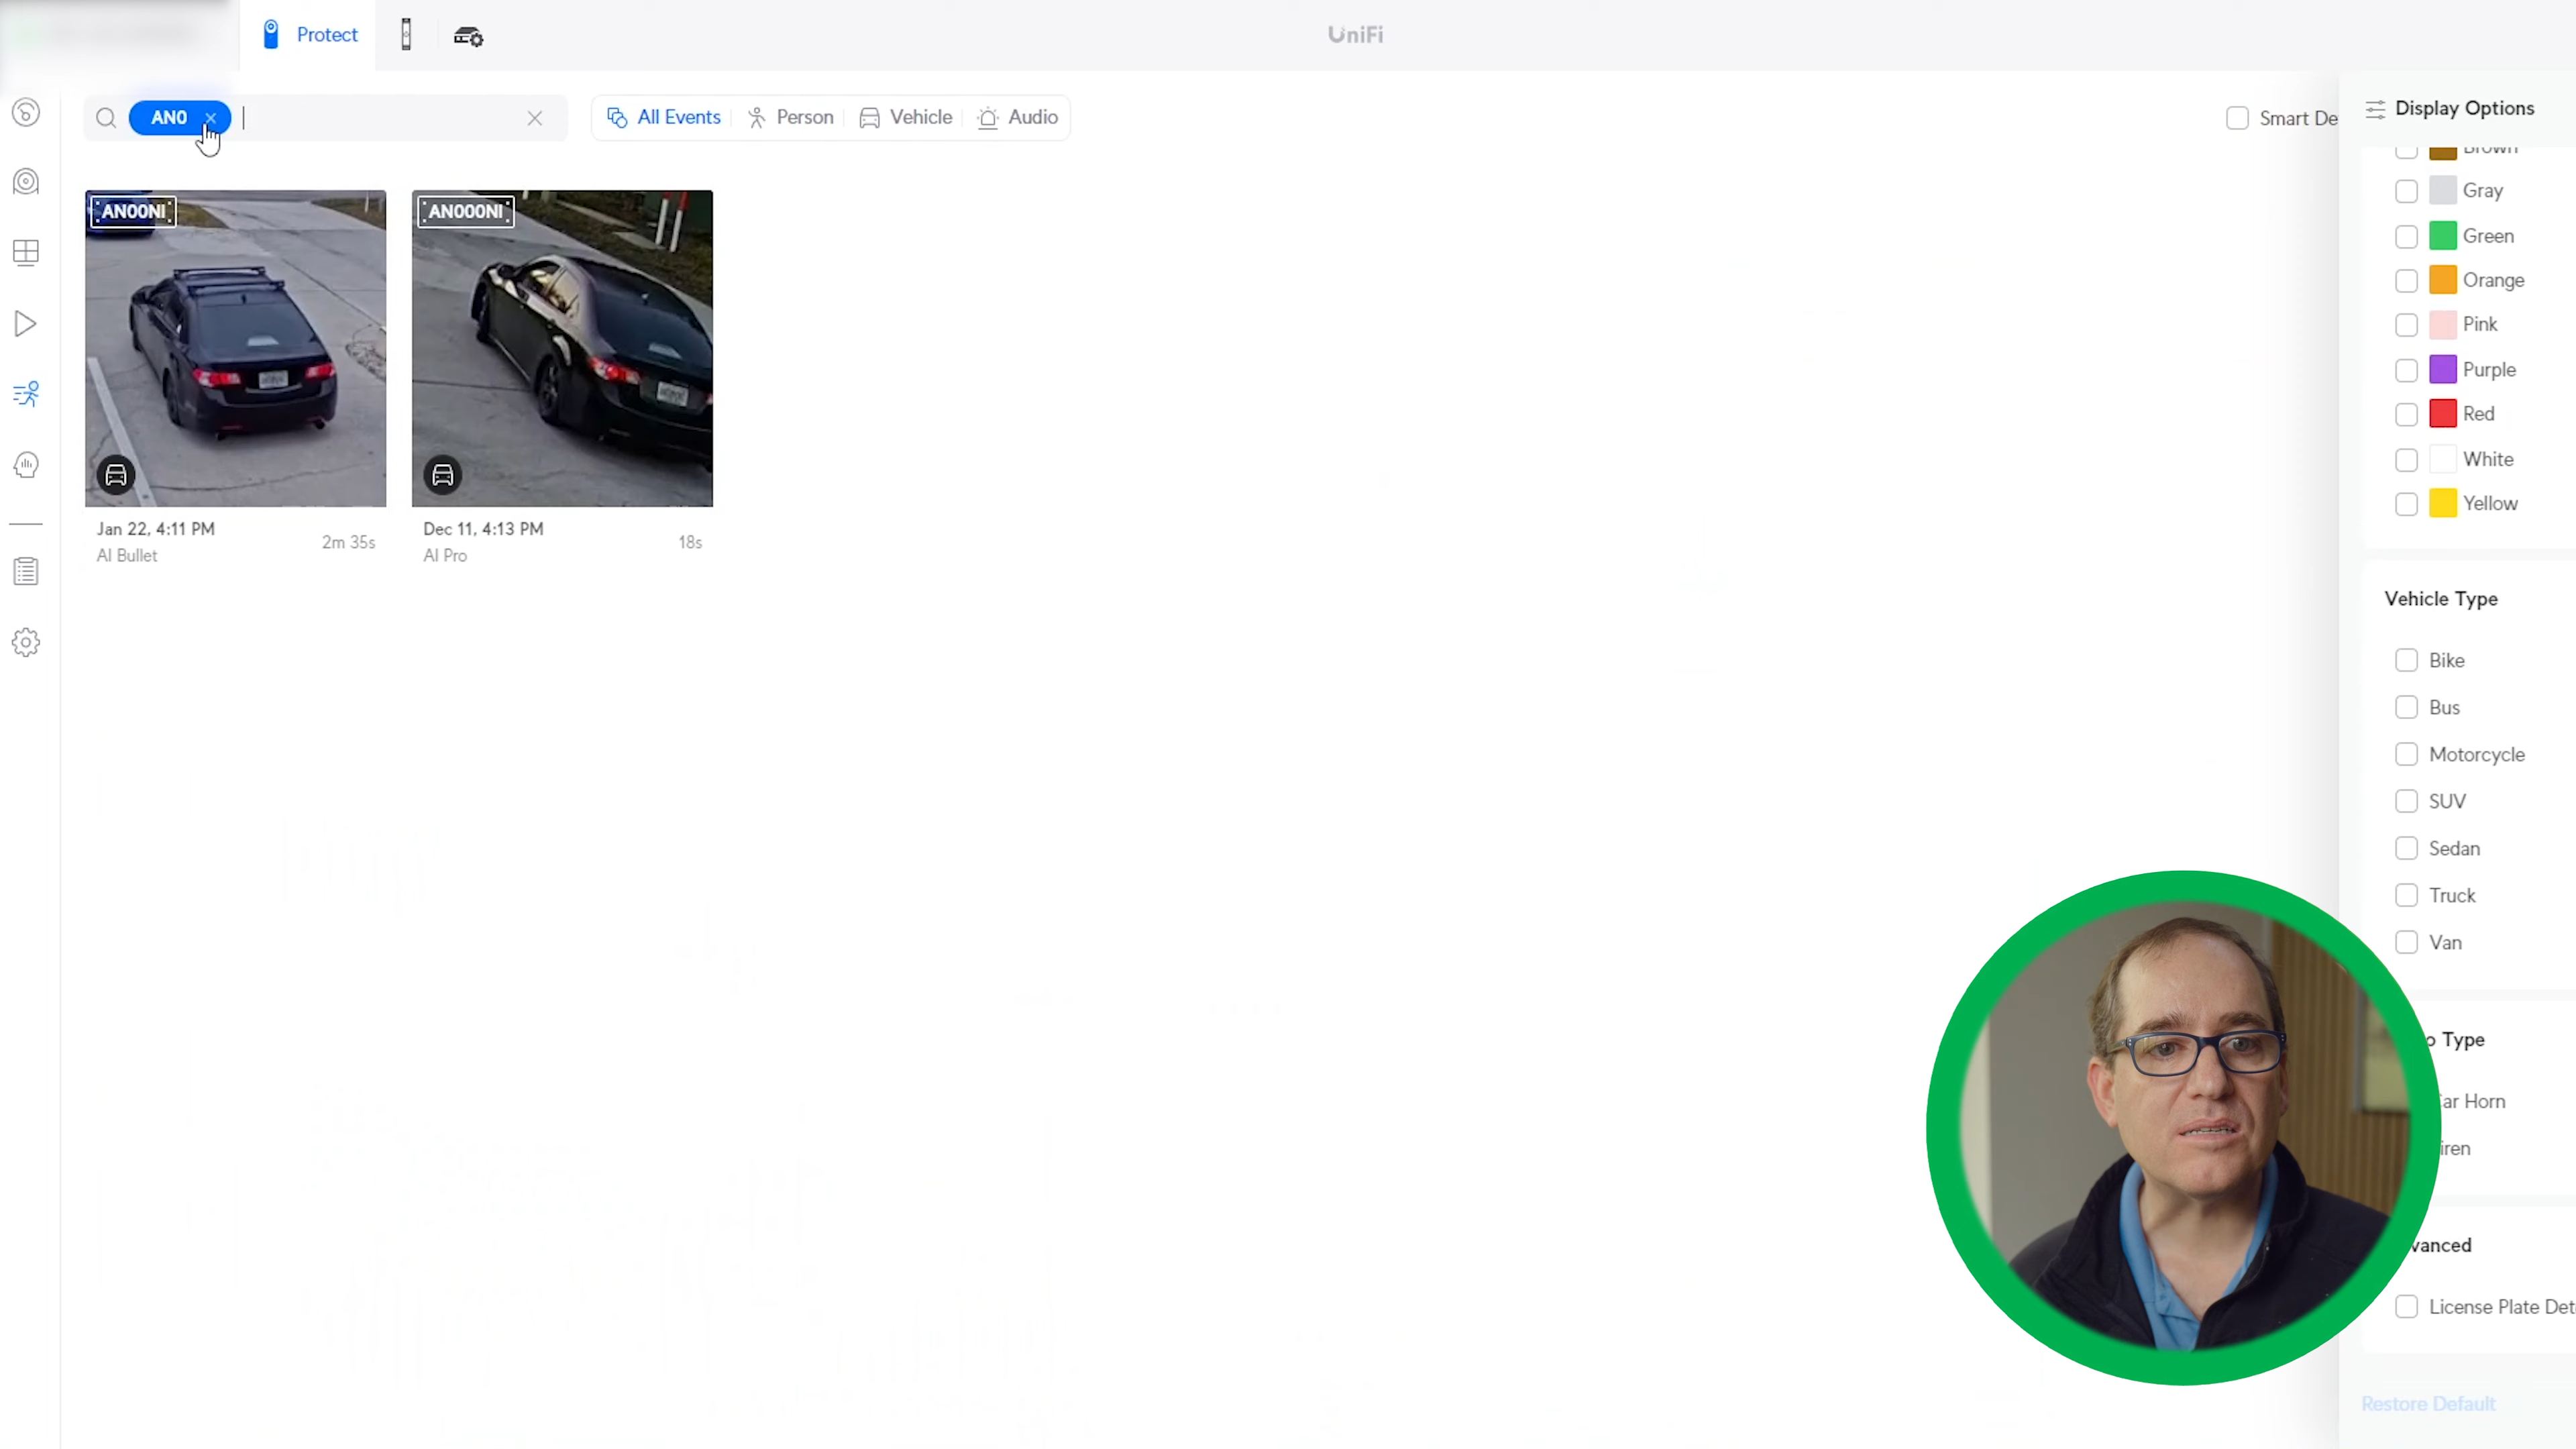 Protect
UniFi
AN0
All Events
Person
Vehicle
Audio
Smart De
Display Options
Brown
Gray
Green
Orange
Pink
Purple
Red
White
Yellow
AN00NI
AN000NI
Jan 22, 4:11 PM
2m 35s
AI Bullet
Dec 11, 4:13 PM
18s
AI Pro
Vehicle Type
Bike
Bus
Motorcycle
SUV
Sedan
Truck
Van
o Type
ar Horn
iren
vanced
License Plate Det
Restore Default